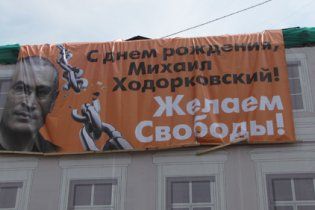 С днем рождения,
Михаил
Ходорковский!
Желаем
Свободы!